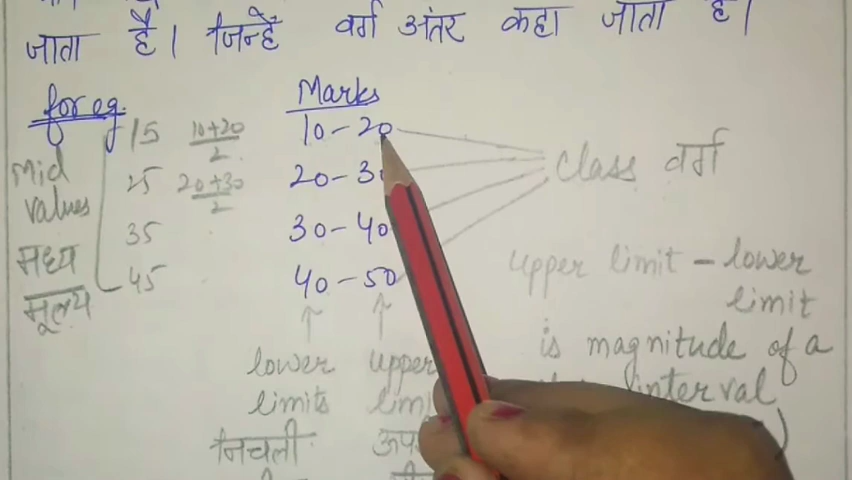 जाता है। जिन्हें वर्ग अंतर कहा जाता है।
for eg. Marks
15 10+20/2 10-20
Mid values मध्य मूल्य
25 20+30/2 20-30
class वर्ग
35 30-40
45 40-50
upper limit - lower limit
is magnitude of a
interval
↑ ↑
lower limits
upper
निचली